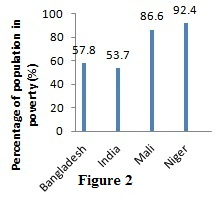 Percentage of population in
poverty (%)
100
80
60
40
20
0
57.8
53.7
86.6
92.4
Bangladesh
India
Mali
Niger
Figure 2